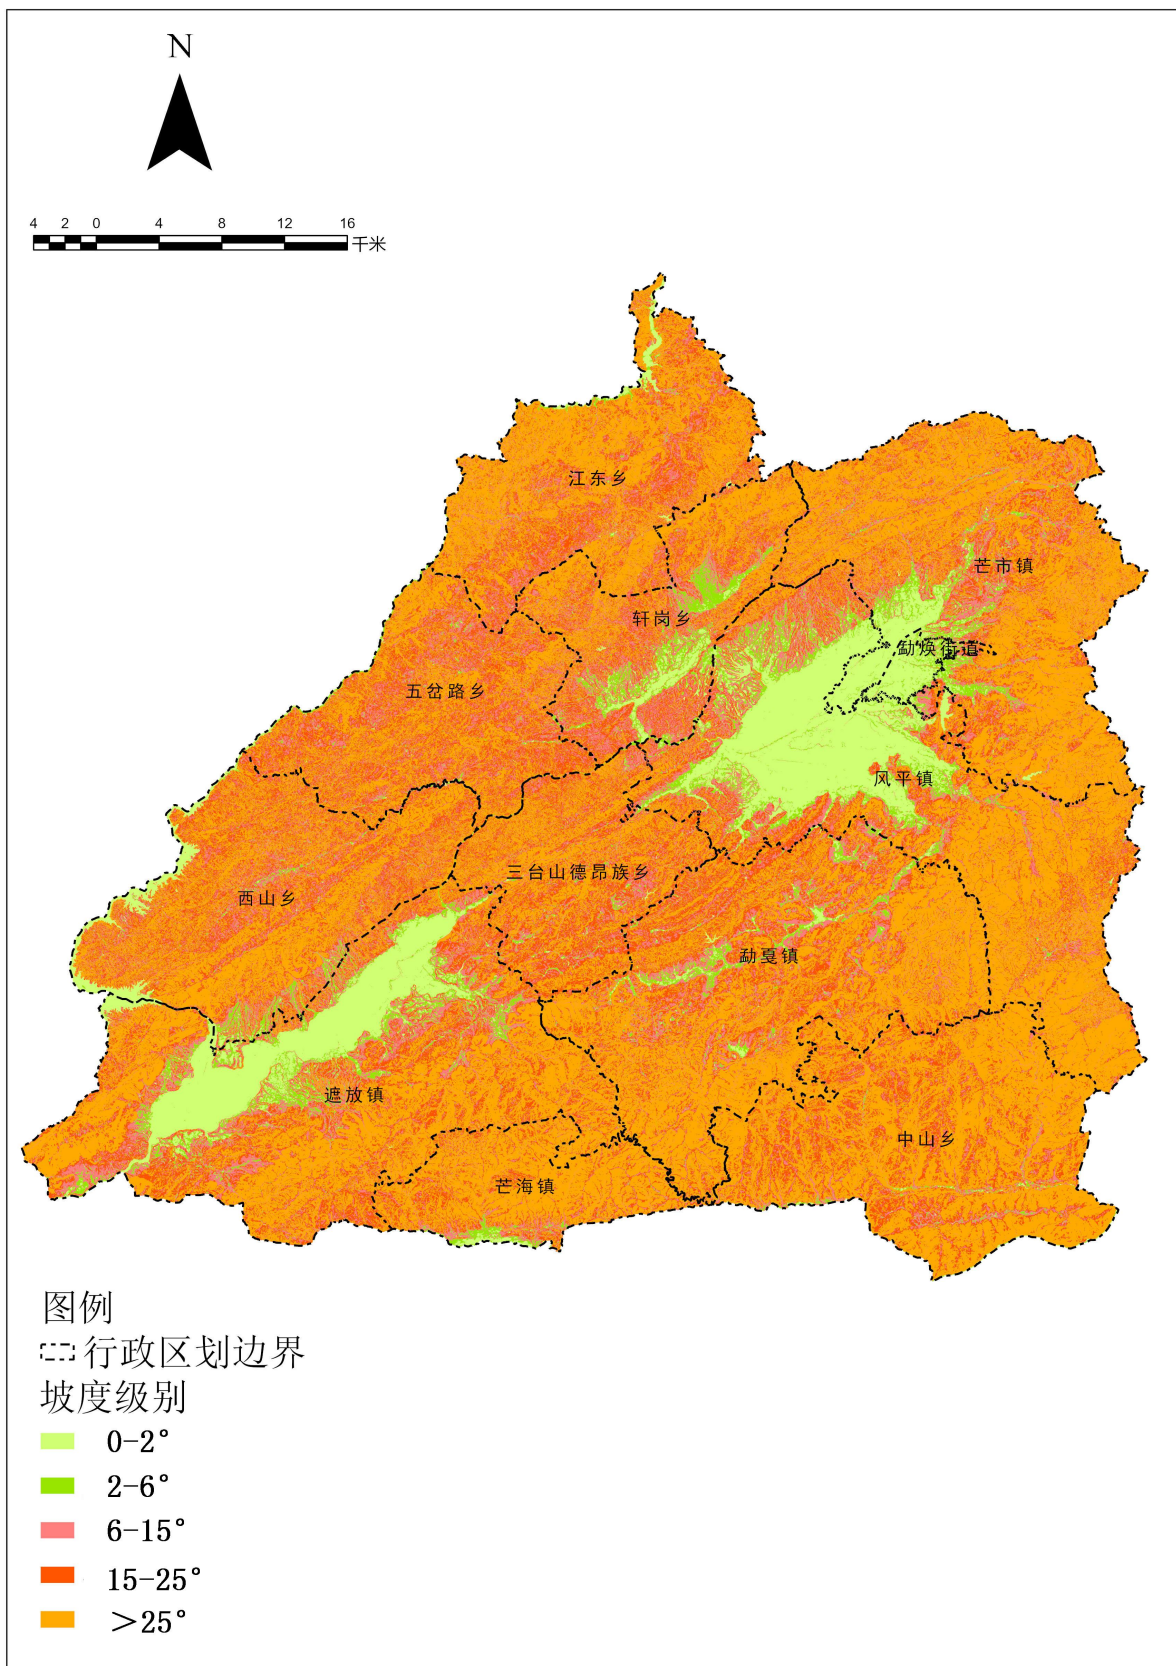 N
4 2 0 4 8 12 16
千米
江东乡
芒市镇
轩岗乡
勐焕街道
五岔路乡
风平镇
三台山德昂族乡
西山乡
勐戛镇
遮放镇
中山乡
芒海镇
图例
行政区划边界
坡度级别
0-2°
2-6°
6-15°
15-25°
>25°